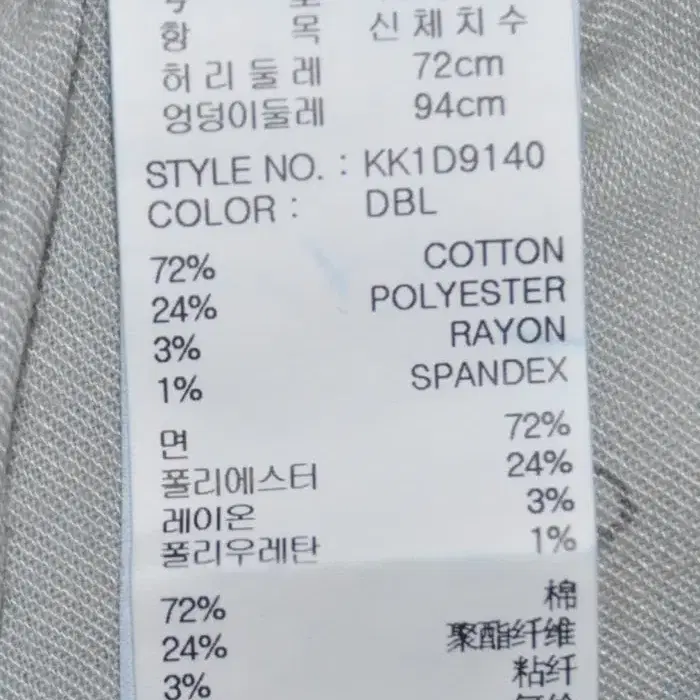 항 목 신체치수
허리둘레 72cm
엉덩이둘레 94cm
STYLE NO. : KK1D9140
COLOR : DBL
72% COTTON
24% POLYESTER
3% RAYON
1% SPANDEX
면 72%
폴리에스터 24%
레이온 3%
폴리우레탄 1%
72% 棉
24% 聚酯纤维
3% 粘纤